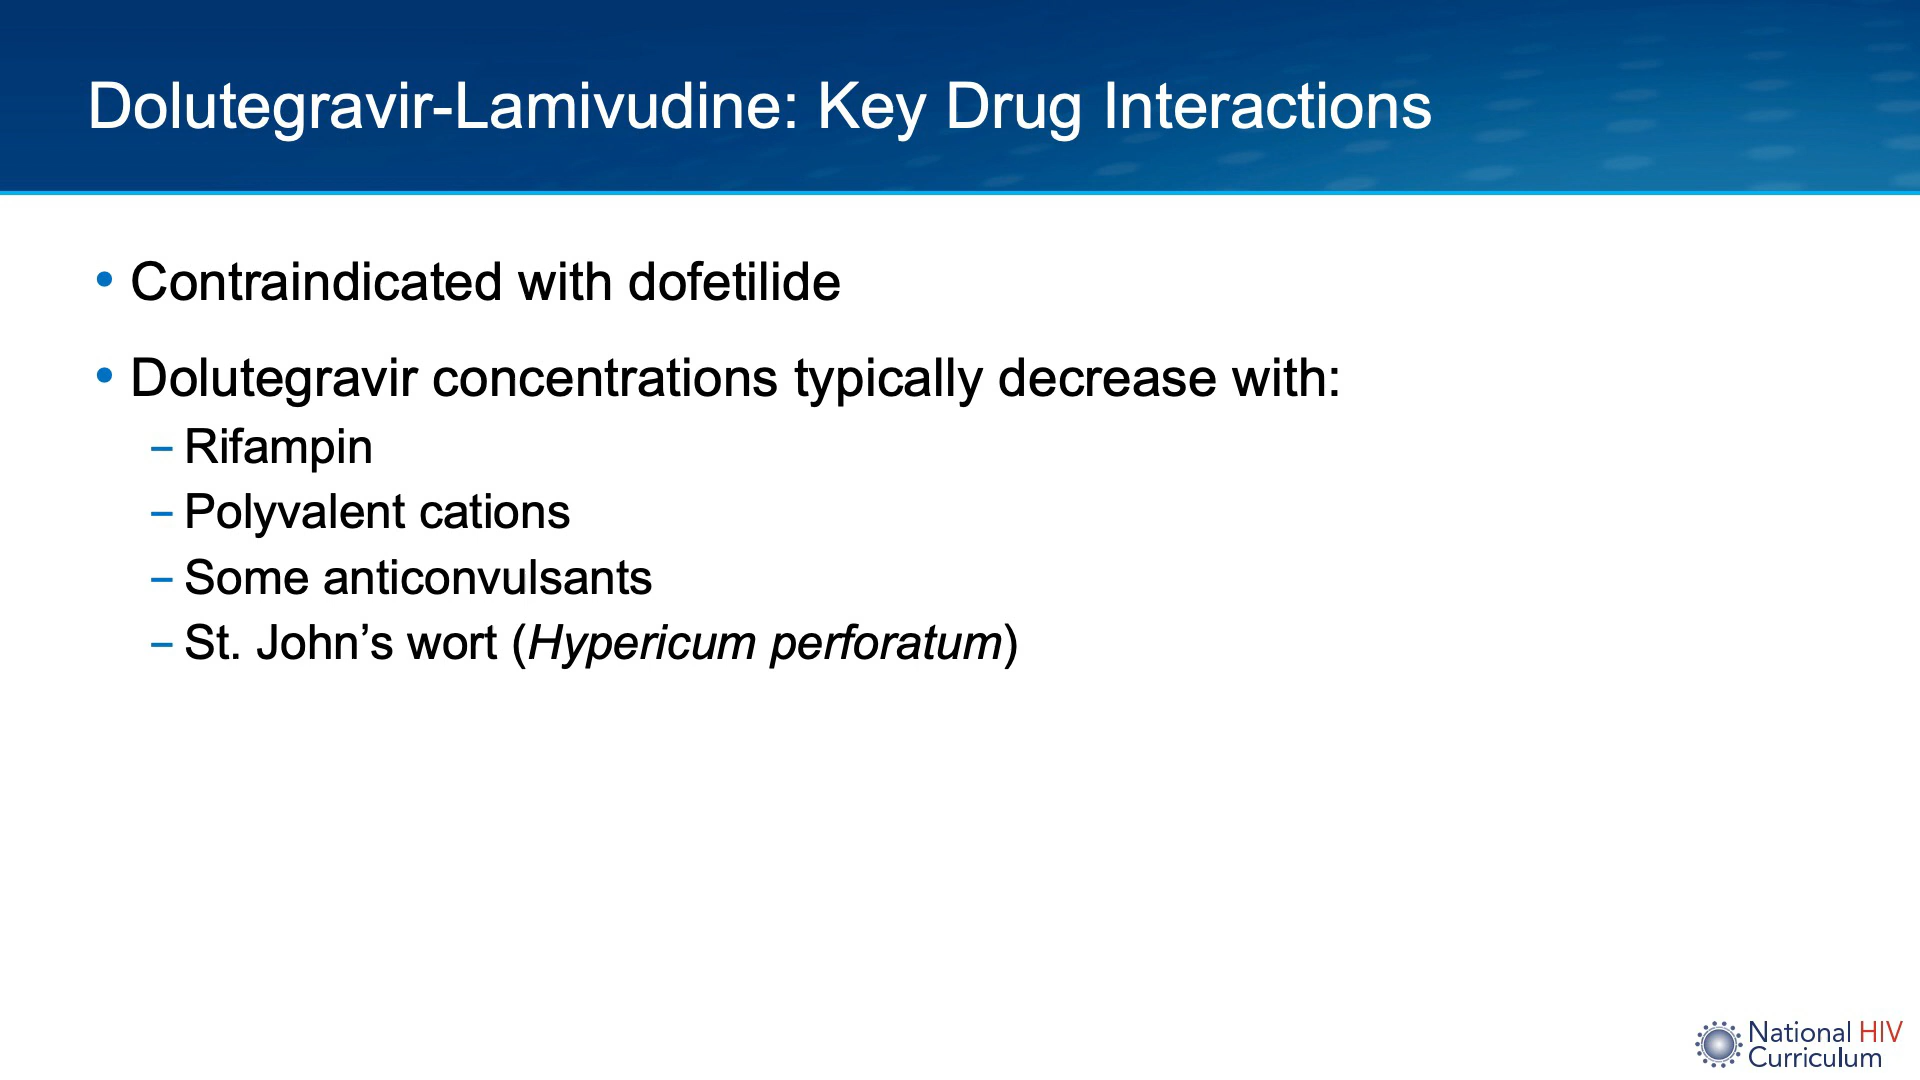 Dolutegravir-Lamivudine: Key Drug Interactions
• Contraindicated with dofetilide
• Dolutegravir concentrations typically decrease with:
– Rifampin
– Polyvalent cations
– Some anticonvulsants
– St. John’s wort (Hypericum perforatum)
National HIV
Curriculum